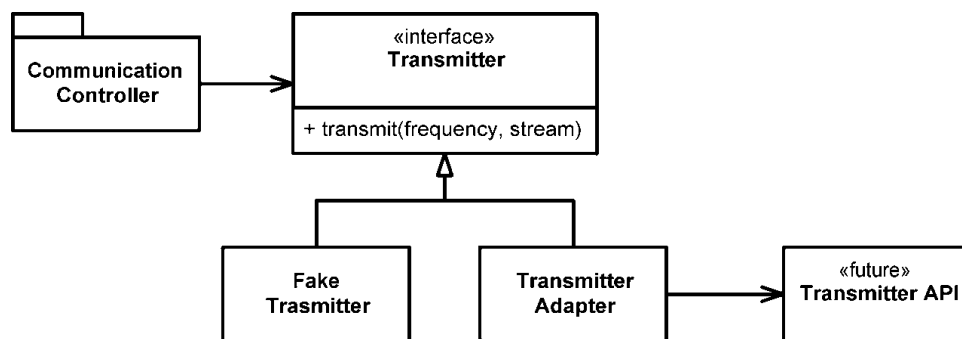 «interface»
Transmitter
Communication
Controller
+ transmit(frequency, stream)
Fake
Trasmitter
Transmitter
Adapter
«future»
Transmitter API